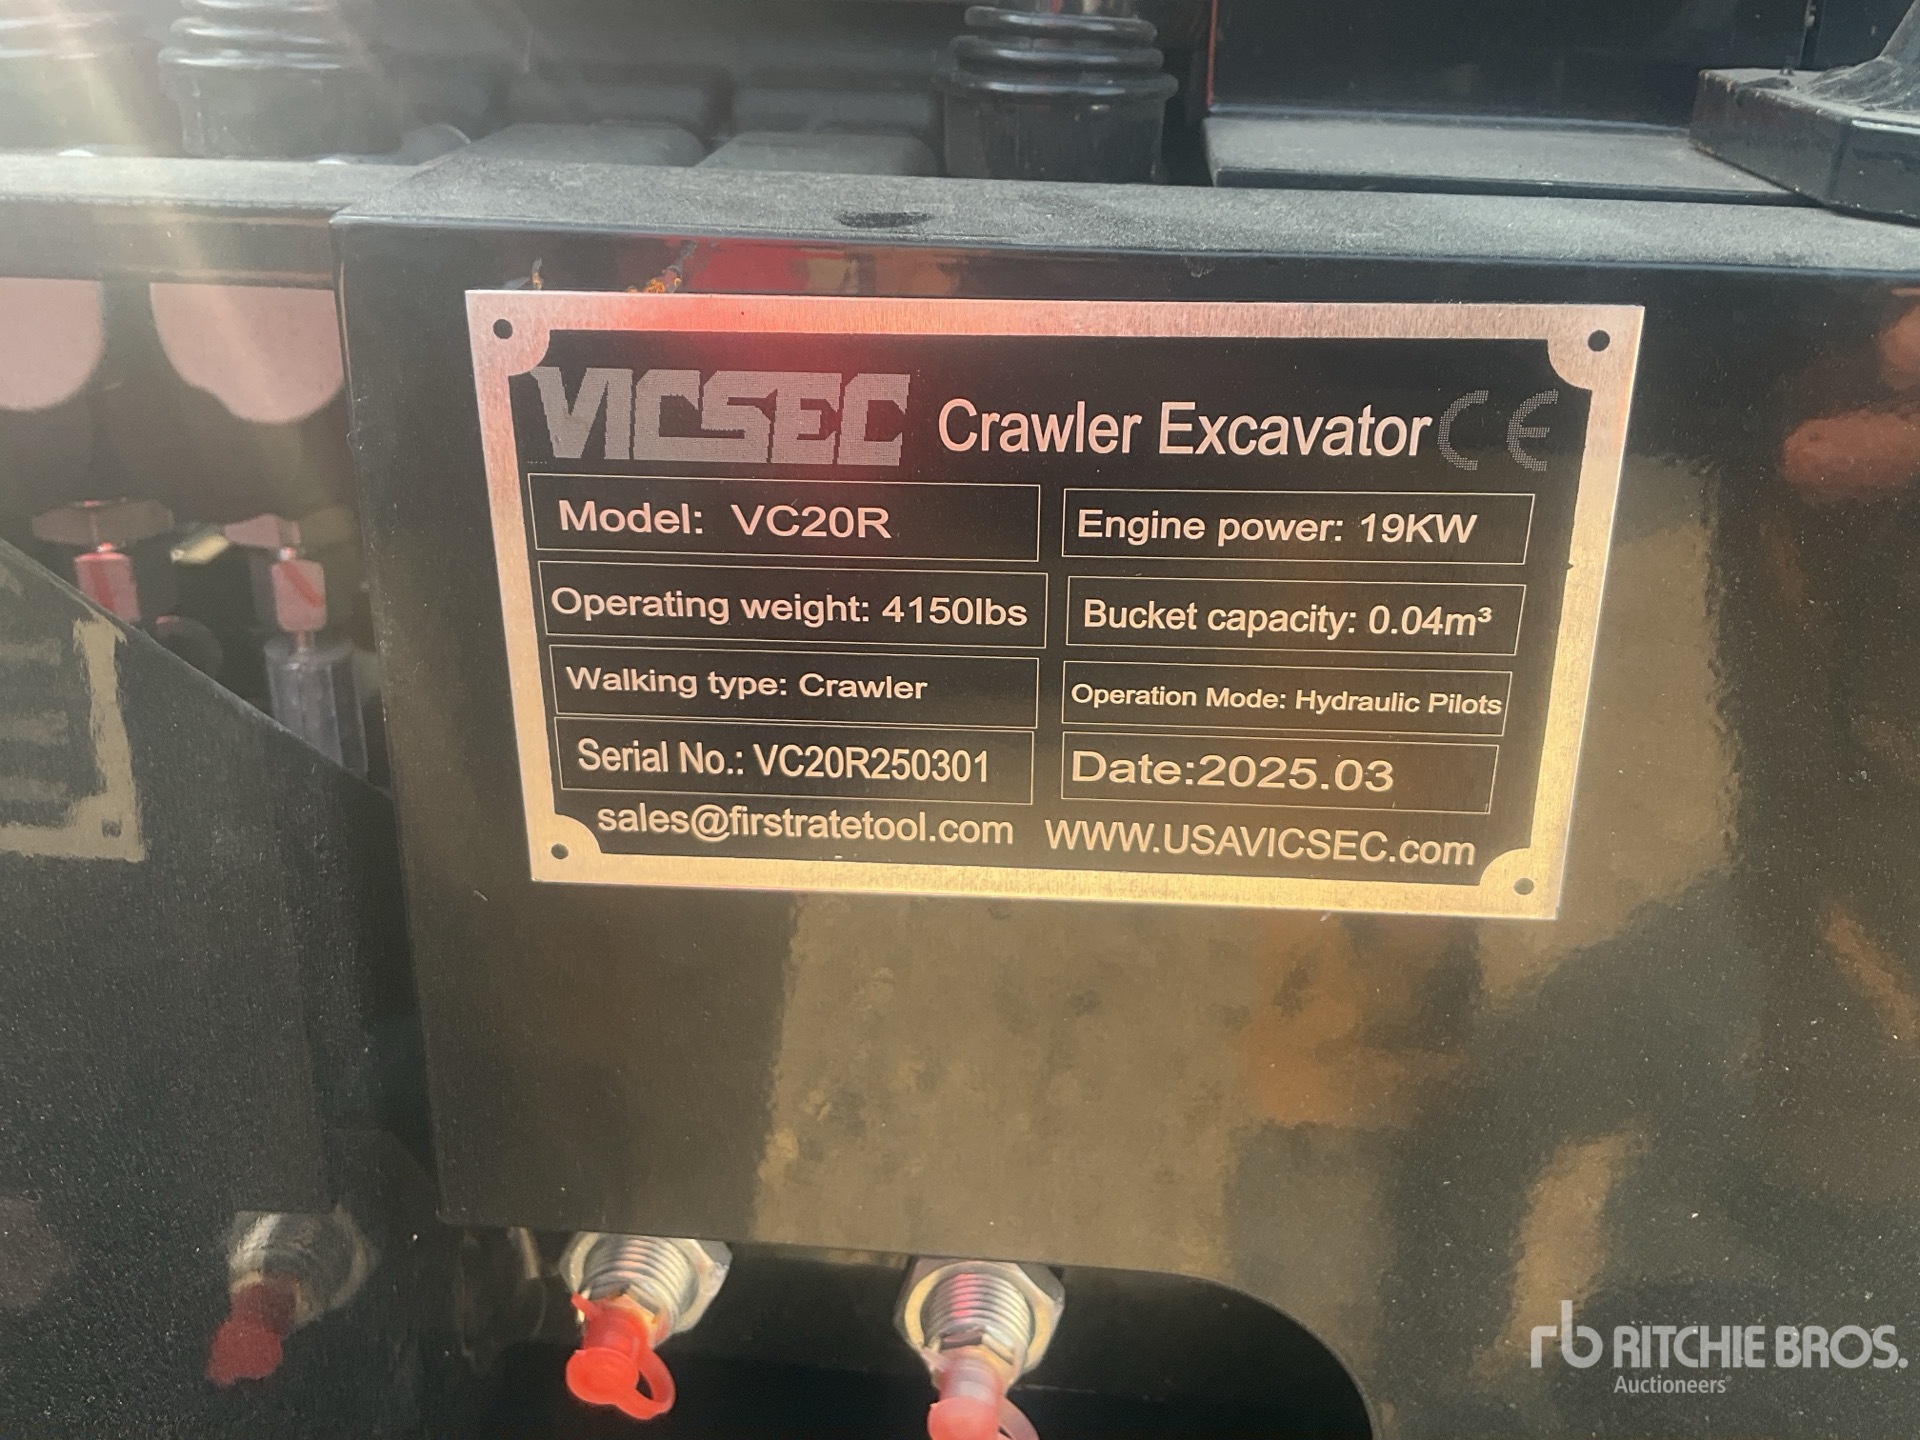 VICSEC Crawler Excavator CE
Model: VC20R
Engine power: 19KW
Operating weight: 4150lbs
Bucket capacity: 0.04m³
Walking type: Crawler
Operation Mode: Hydraulic Pilots
Serial No.: VC20R250301
Date:2025.03
sales@firstratetool.com WWW.USAVICSEC.com
rb RITCHIE BROS.
Auctioneers